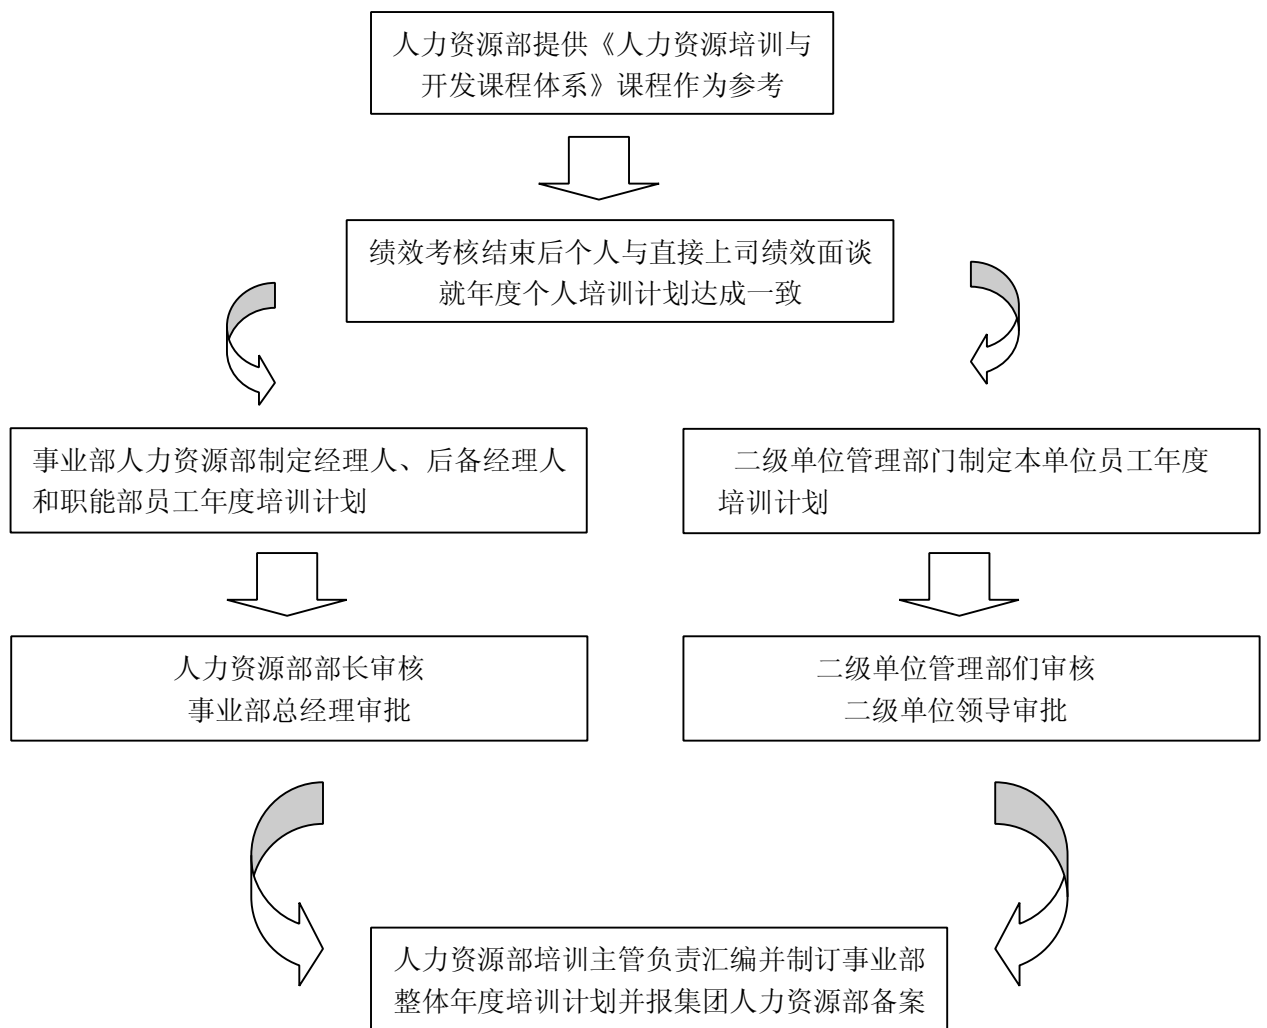 人力资源部提供《人力资源培训与
开发课程体系》课程作为参考
绩效考核结束后个人与直接上司绩效面谈
就年度个人培训计划达成一致
事业部人力资源部制定经理人、后备经理人
和职能部员工年度培训计划
二级单位管理部门制定本单位员工年度
培训计划
人力资源部部长审核
事业部总经理审批
二级单位管理部们审核
二级单位领导审批
人力资源部培训主管负责汇编并制订事业部
整体年度培训计划并报集团人力资源部备案